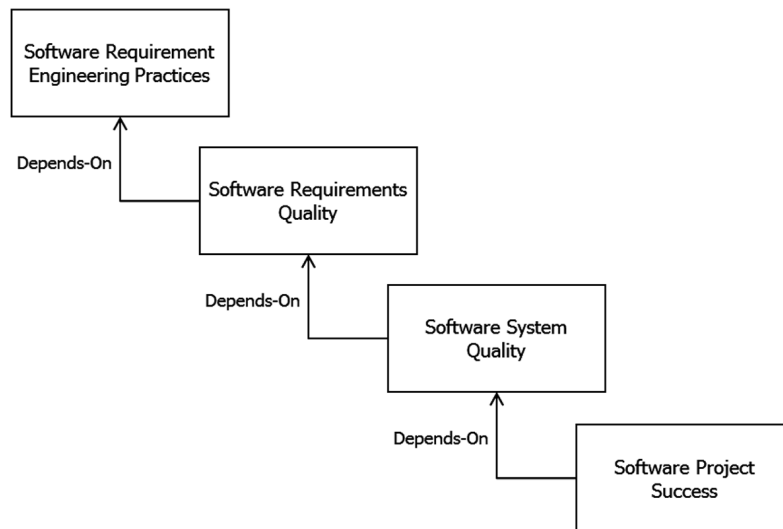 Software Requirement
Engineering Practices
Depends-On
Software Requirements
Quality
Depends-On
Software System
Quality
Depends-On
Software Project
Success